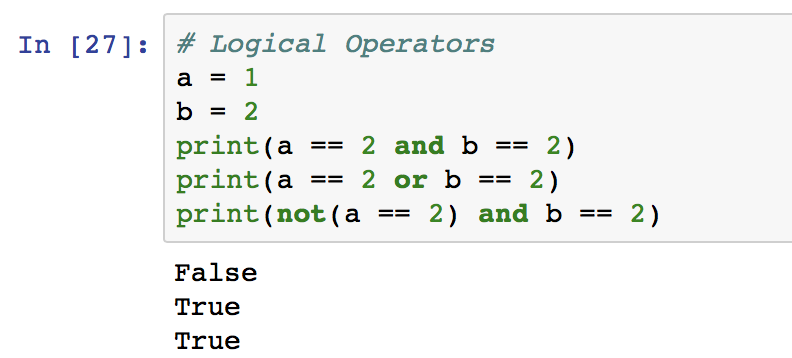 In [27]: # Logical Operators
a = 1
b = 2
print(a == 2 and b == 2)
print(a == 2 or b == 2)
print(not(a == 2) and b == 2)
False
True
True